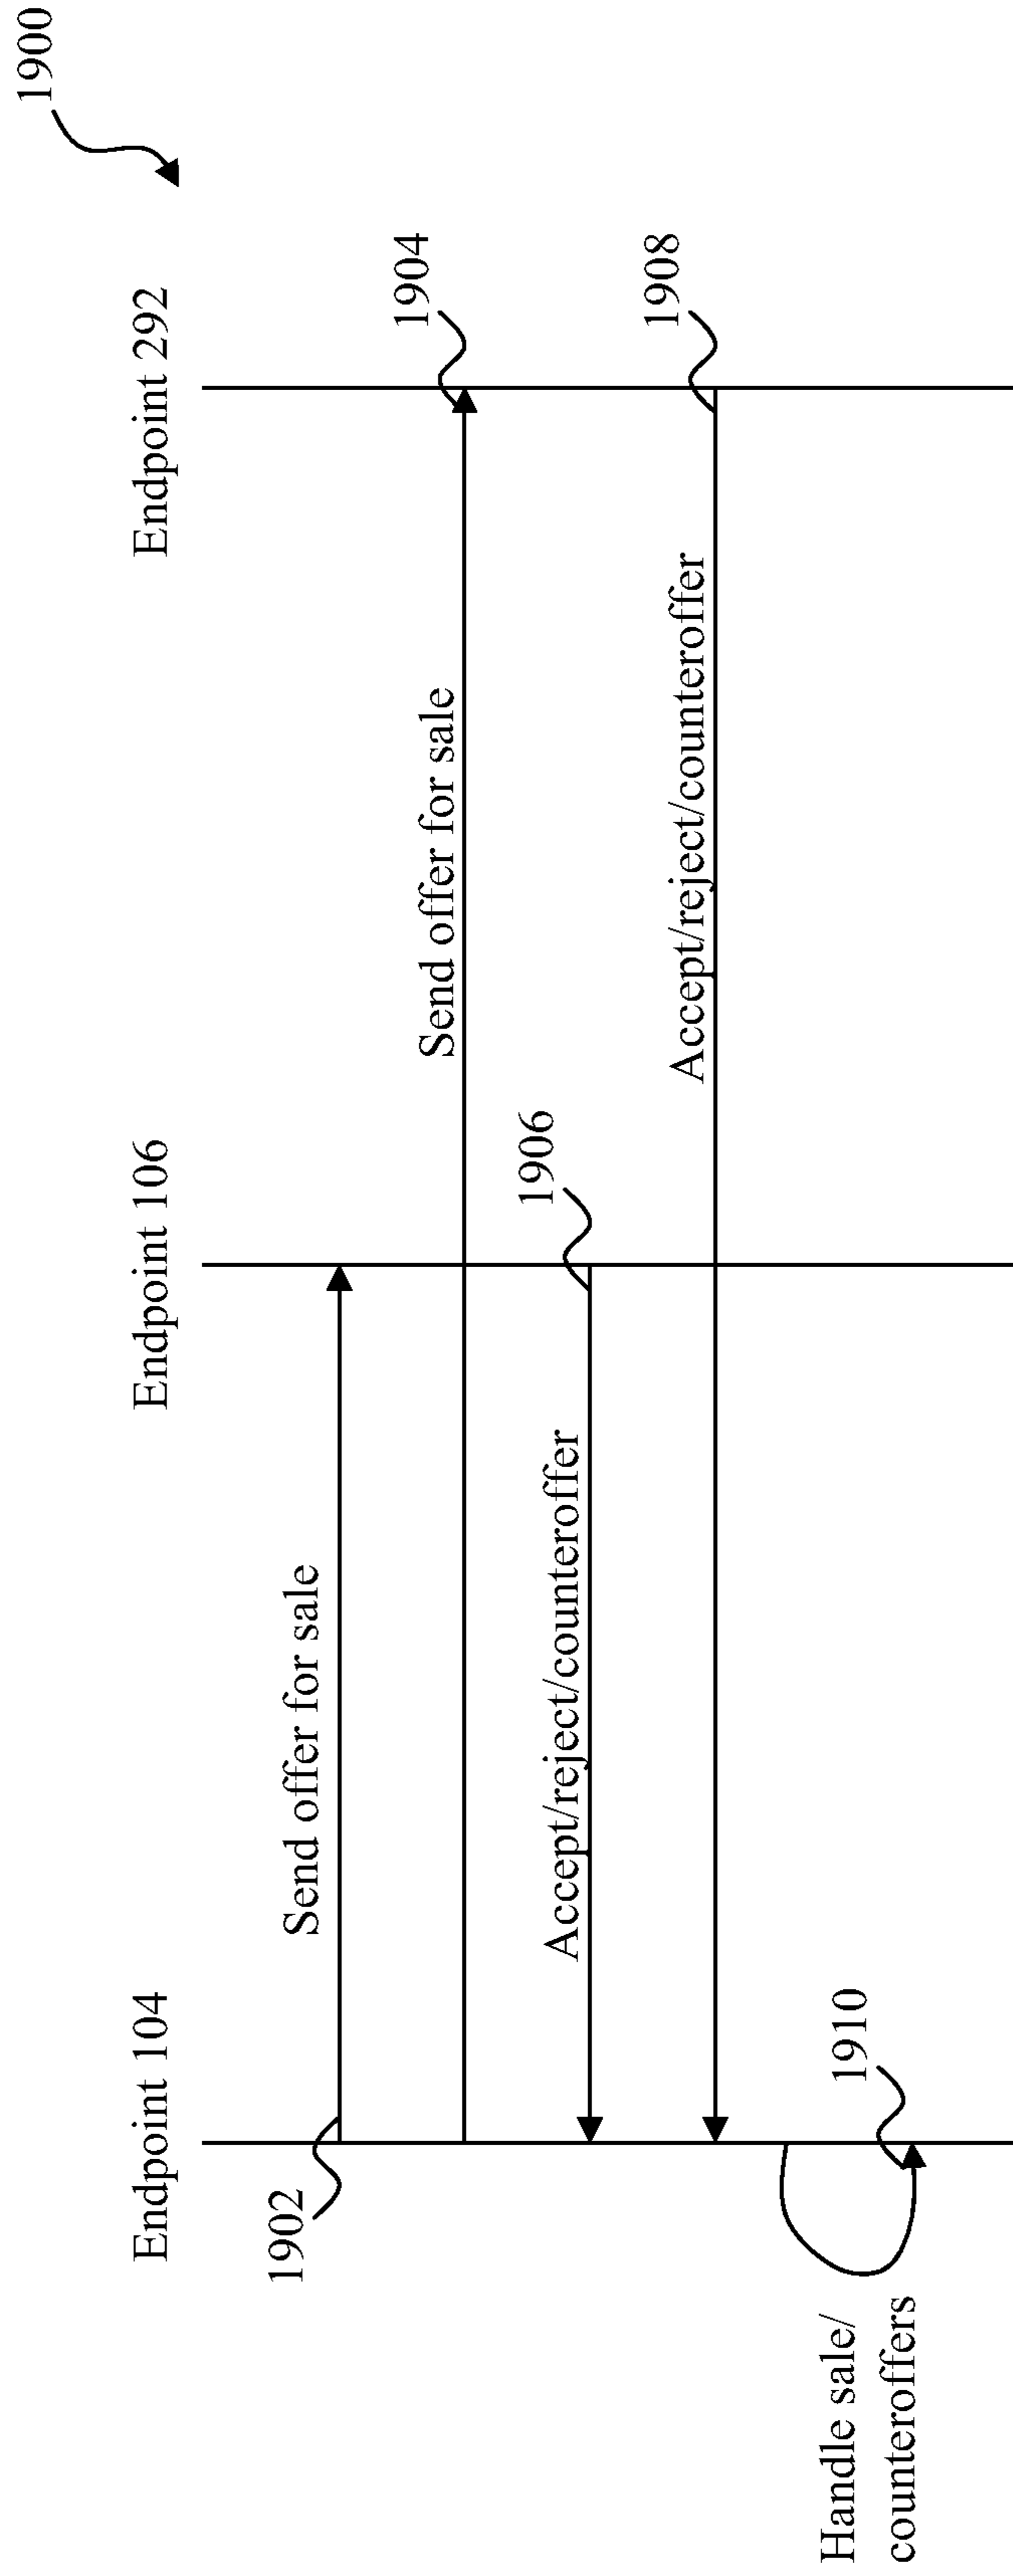 1900
Endpoint 104
Endpoint 106
Endpoint 292
1902
Send offer for sale
Send offer for sale
1904
Accept/reject/counteroffer
1906
Accept/reject/counteroffer
1908
Handle sale/
counteroffers
1910